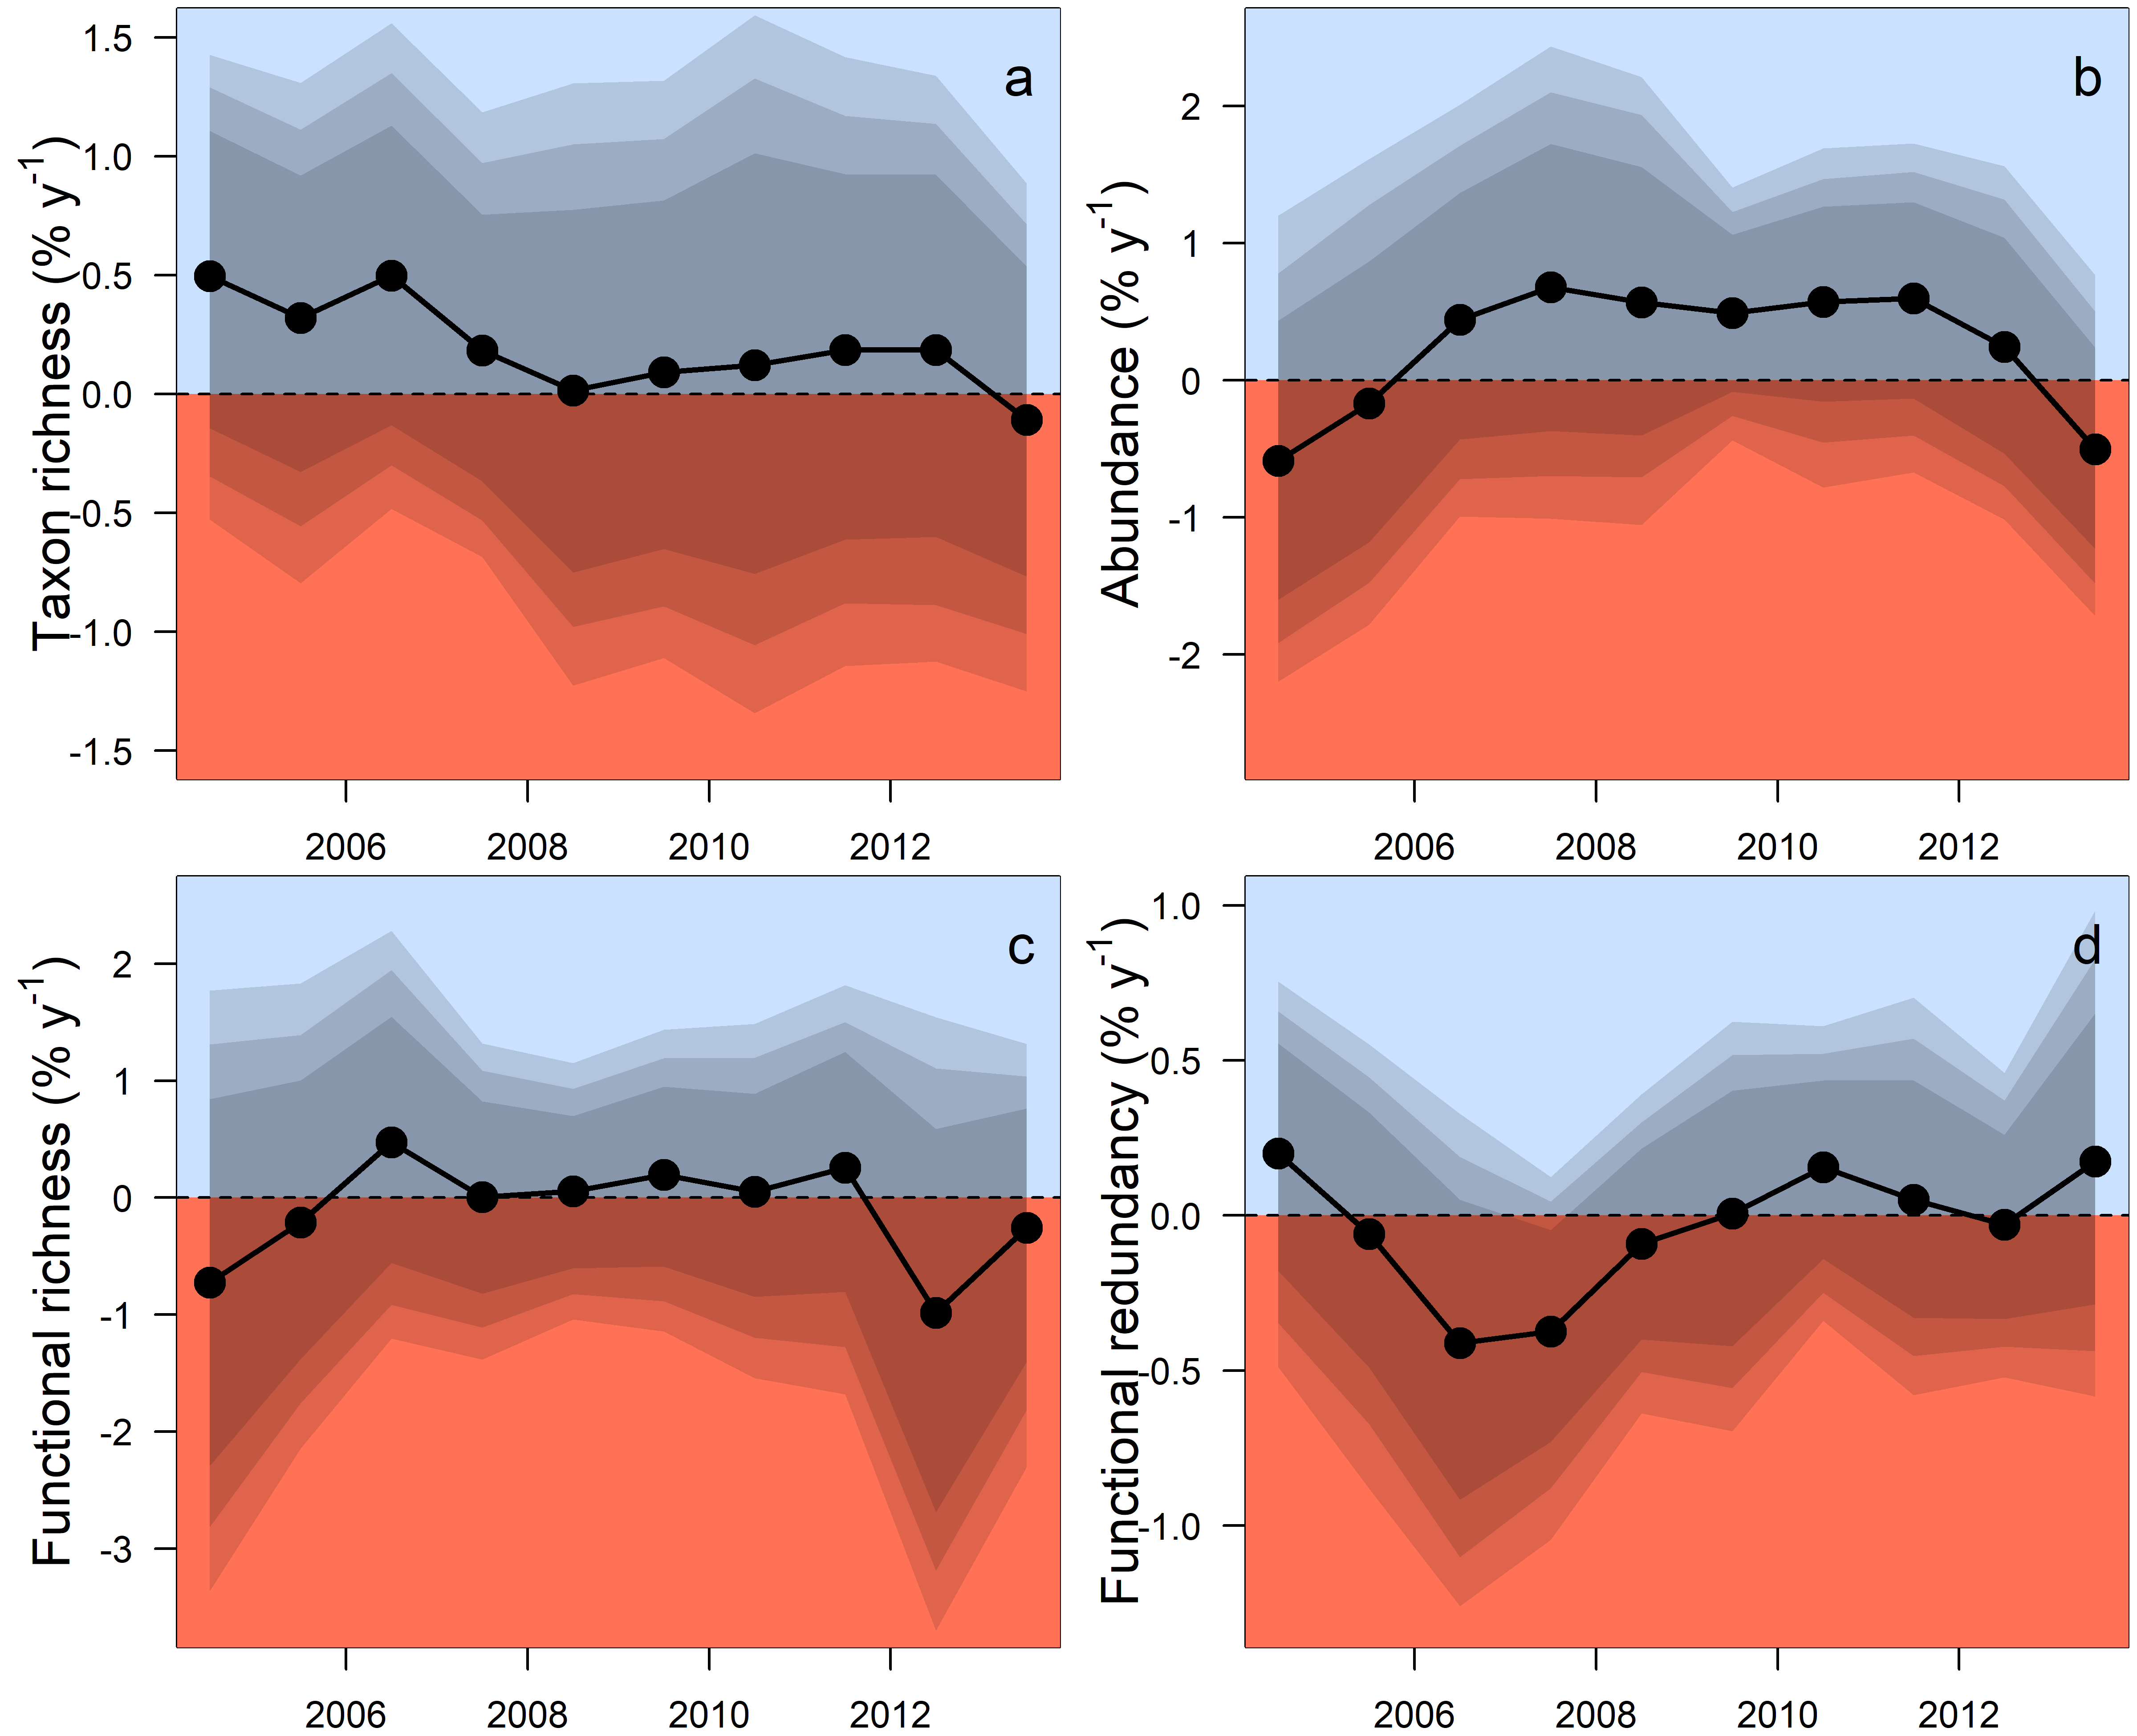 Taxon richness (% y⁻¹)
1.5
1.0
0.5
0.0
-0.5
-1.0
-1.5
a
2006 2008 2010 2012
Abundance (% y⁻¹)
2
1
0
-1
-2
b
2006 2008 2010 2012
Functional richness (% y⁻¹)
2
1
0
-1
-2
-3
c
2006 2008 2010 2012
Functional redundancy (% y⁻¹)
1.0
0.5
0.0
-0.5
-1.0
d
2006 2008 2010 2012